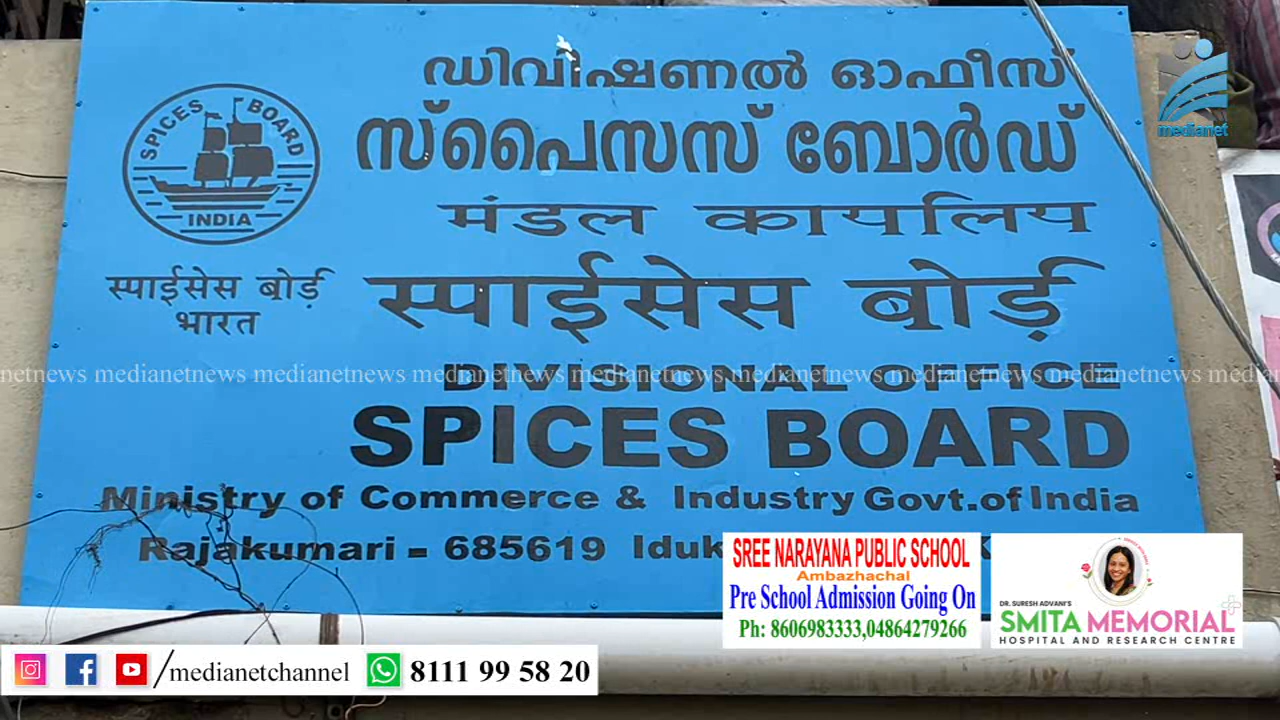 ഡിവിഷണൽ ഓഫീസ്
സ്പൈസസ് ബോർഡ്
medianet
SPICES BOARD
INDIA
मंडल कार्यालय
स्पाईसेस बोर्ड
भारत
स्पाईसेस बोर्ड
DIVISIONAL OFFICE
netnews medianetnews medianetnews medianetnews medianetnews medianetnews medianetnews medianetnews
SPICES BOARD
Ministry of Commerce & Industry Govt.of India
Rajakumari - 685619
SREE NARAYANA PUBLIC SCHOOL
Ambazhachal
Pre School Admission Going On
Ph: 8606983333,04864279266
DR. SURESH ADVANI'S
SMITA MEMORIAL
HOSPITAL AND RESEARCH CENTRE
/medianetchannel
8111 99 58 20